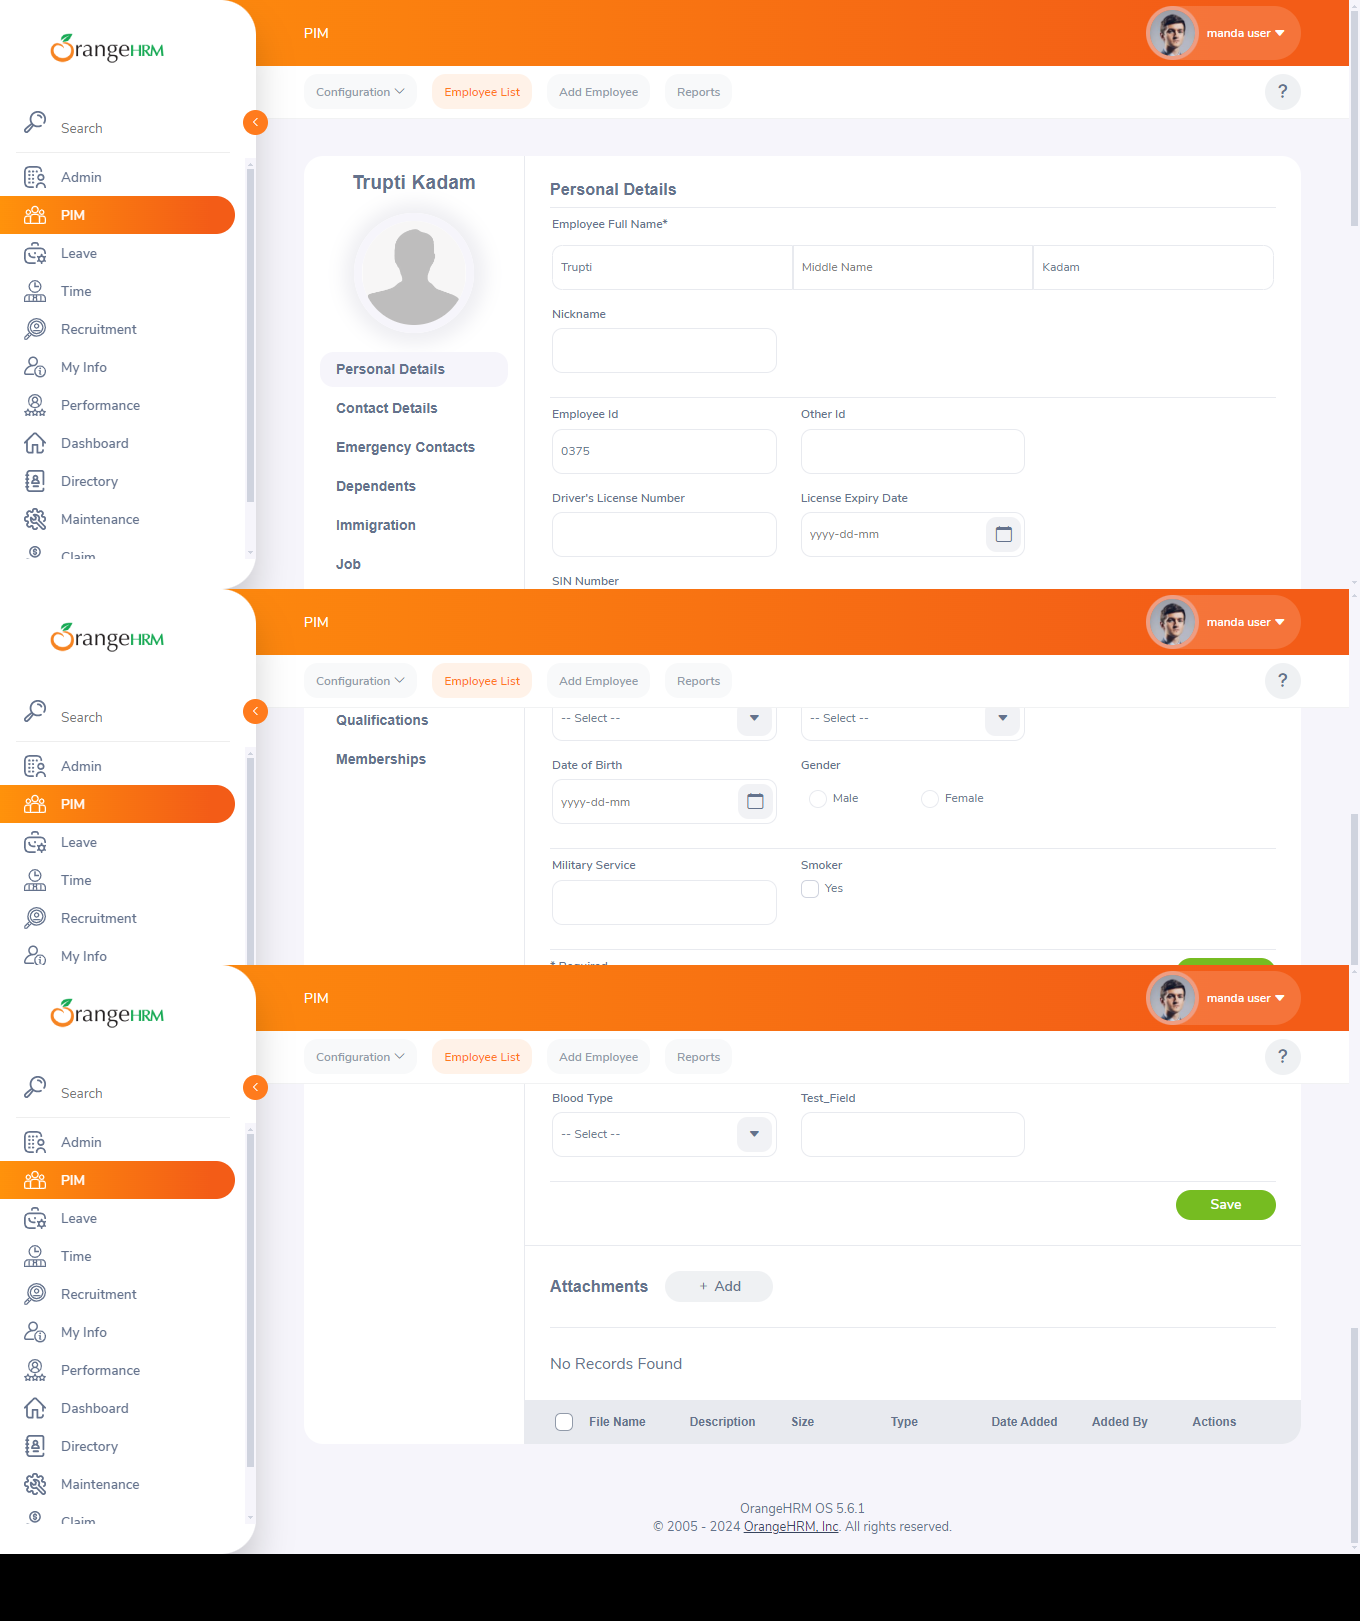 OrangeHRM
PIM
manda user
Configuration
Employee List
Add Employee
Reports
?
Search
Admin
PIM
Leave
Time
Recruitment
My Info
Performance
Dashboard
Directory
Maintenance
Claim
Trupti Kadam
Personal Details
Contact Details
Emergency Contacts
Dependents
Immigration
Job
Personal Details
Employee Full Name*
Trupti
Middle Name
Kadam
Nickname
Employee Id
Other Id
0375
Driver's License Number
License Expiry Date
yyyy-dd-mm
SIN Number
OrangeHRM
PIM
manda user
Configuration
Employee List
Add Employee
Reports
?
Search
Admin
PIM
Leave
Time
Recruitment
My Info
Qualifications
Memberships
-- Select --
-- Select --
Date of Birth
Gender
yyyy-dd-mm
Male
Female
Military Service
Smoker
Yes
* Required
OrangeHRM
PIM
manda user
Configuration
Employee List
Add Employee
Reports
?
Search
Admin
PIM
Leave
Time
Recruitment
My Info
Performance
Dashboard
Directory
Maintenance
Claim
Blood Type
Test_Field
-- Select --
Save
Attachments
+ Add
No Records Found
File Name Description Size Type Date Added Added By Actions
OrangeHRM OS 5.6.1
© 2005 - 2024 OrangeHRM, Inc. All rights reserved.